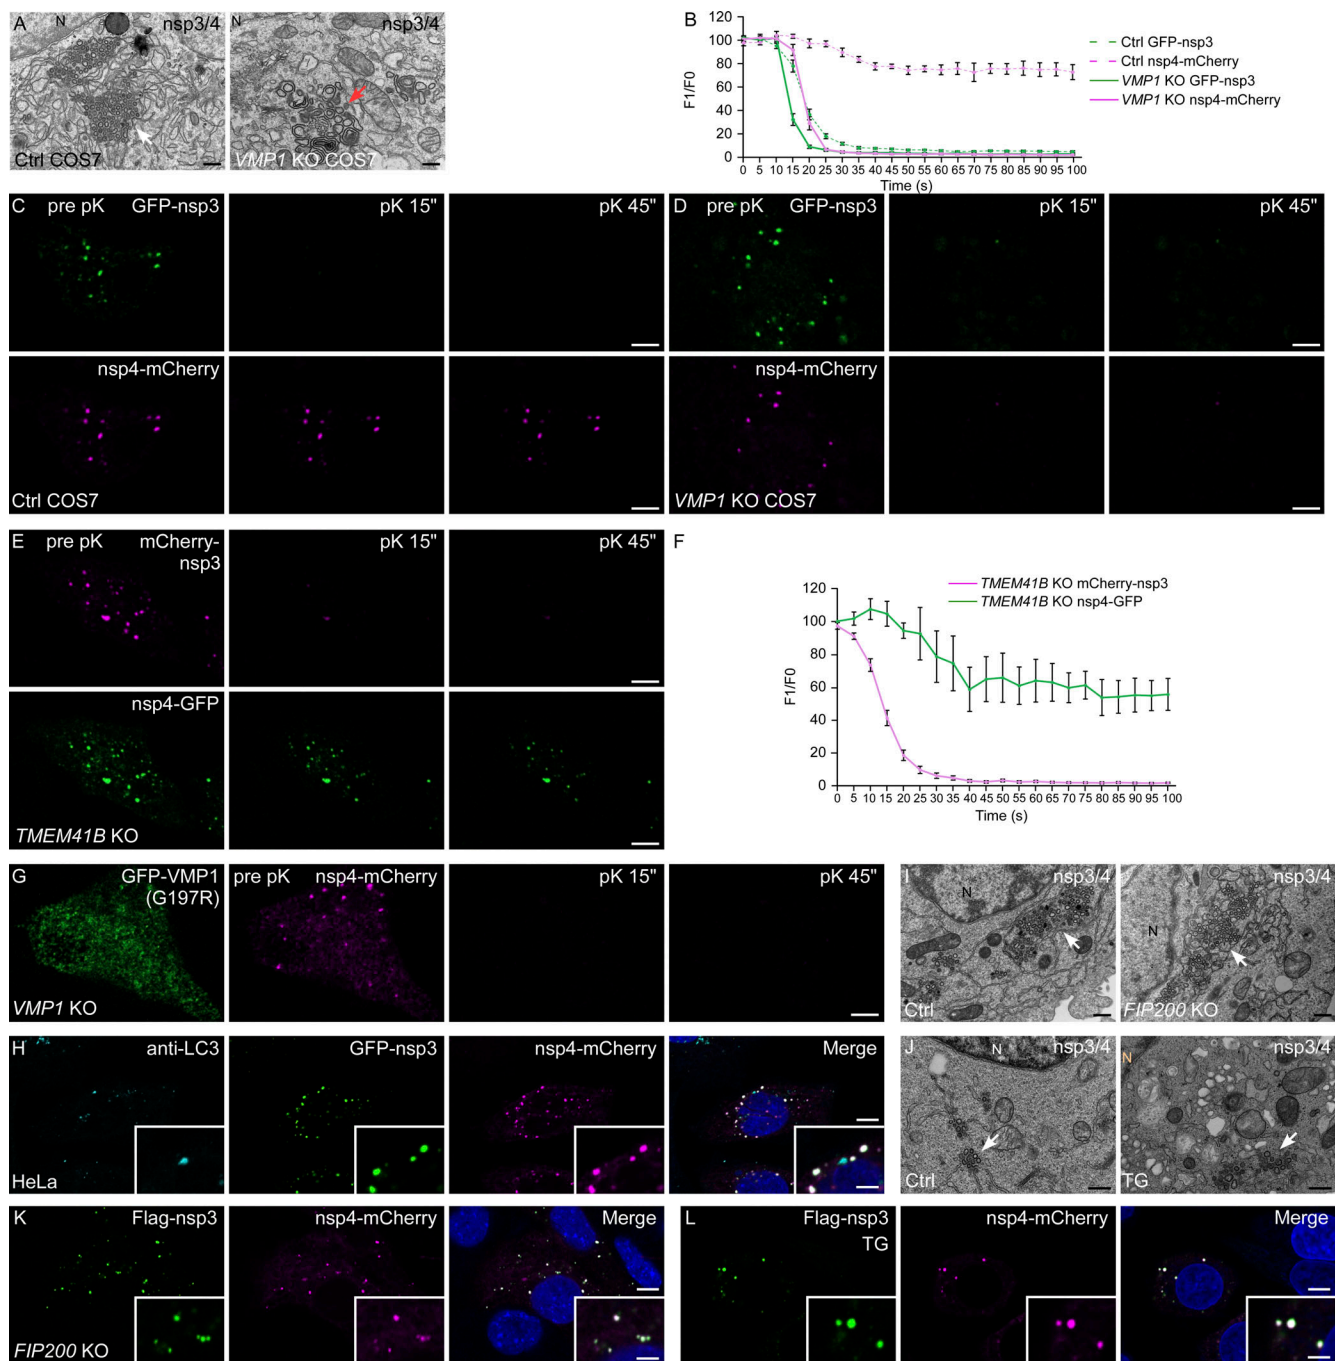 A N nsp3/4
Ctrl COS7
N nsp3/4
VMP1 KO COS7
B
120
100
80
60
40
20
0
F1/F0
0 5 10 15 20 25 30 35 40 45 50 55 60 65 70 75 80 85 90 95 100
Time (s)
Ctrl GFP-nsp3
Ctrl nsp4-mCherry
VMP1 KO GFP-nsp3
VMP1 KO nsp4-mCherry
C pre pK GFP-nsp3 pK 15" pK 45"
nsp4-mCherry
Ctrl COS7
D pre pK GFP-nsp3 pK 15" pK 45"
nsp4-mCherry
VMP1 KO COS7
E pre pK mCherry-
nsp3
pK 15" pK 45"
nsp4-GFP
TMEM41B KO
F
TMEM41B KO mCherry-nsp3
TMEM41B KO nsp4-GFP
120
100
80
60
40
20
0
F1/F0
0 5 10 15 20 25 30 35 40 45 50 55 60 65 70 75 80 85 90 95 100
Time (s)
G GFP-VMP1
(G197R)
VMP1 KO
pre pK nsp4-mCherry pK 15" pK 45"
H anti-LC3 GFP-nsp3 nsp4-mCherry Merge
HeLa
I nsp3/4
N
Ctrl
nsp3/4
N
FIP200 KO
J N nsp3/4
Ctrl
N nsp3/4
TG
K Flag-nsp3 nsp4-mCherry Merge
FIP200 KO
L Flag-nsp3 nsp4-mCherry Merge
TG